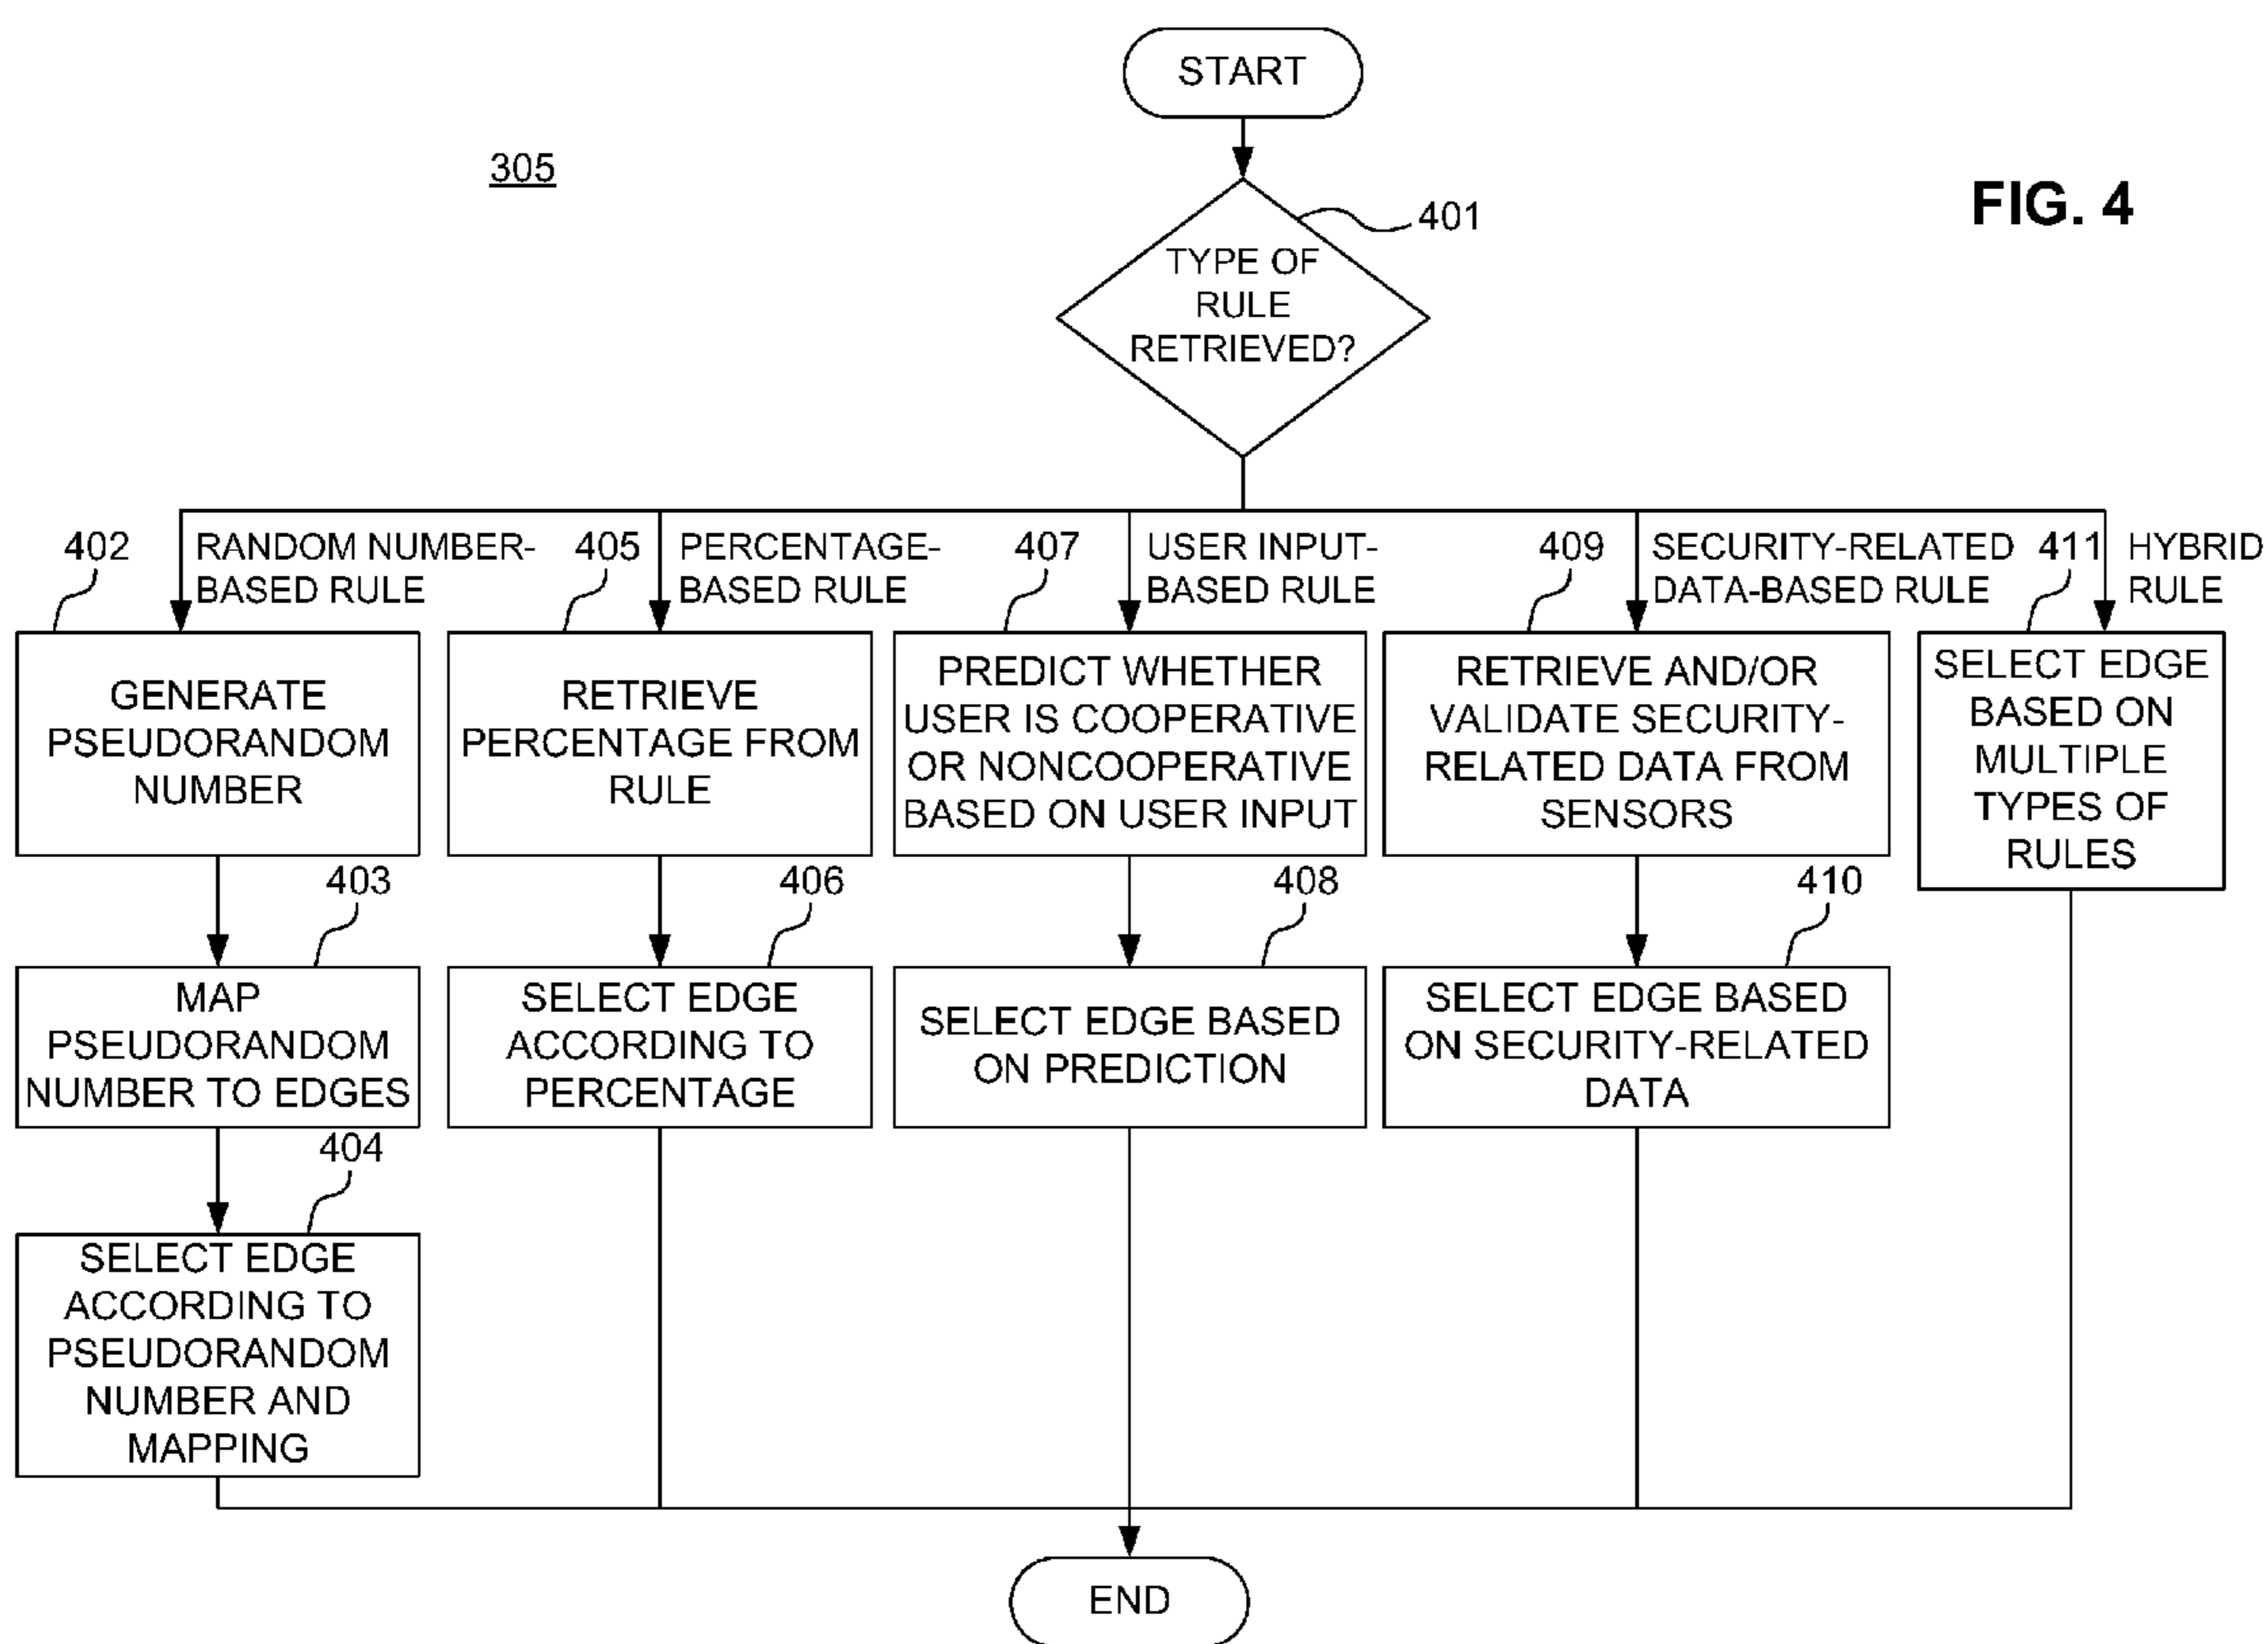 START
305
FIG. 4
401
TYPE OF
RULE
RETRIEVED?
402
RANDOM NUMBER-
BASED RULE
405
PERCENTAGE-
BASED RULE
407
USER INPUT-
BASED RULE
409
SECURITY-RELATED
DATA-BASED RULE
411
HYBRID
RULE
GENERATE
PSEUDORANDOM
NUMBER
RETRIEVE
PERCENTAGE FROM
RULE
PREDICT WHETHER
USER IS COOPERATIVE
OR NONCOOPERATIVE
BASED ON USER INPUT
RETRIEVE AND/OR
VALIDATE SECURITY-
RELATED DATA FROM
SENSORS
SELECT EDGE
BASED ON
MULTIPLE
TYPES OF
RULES
403
406
408
410
MAP
PSEUDORANDOM
NUMBER TO EDGES
SELECT EDGE
ACCORDING TO
PERCENTAGE
SELECT EDGE BASED
ON PREDICTION
SELECT EDGE BASED
ON SECURITY-RELATED
DATA
404
SELECT EDGE
ACCORDING TO
PSEUDORANDOM
NUMBER AND
MAPPING
END